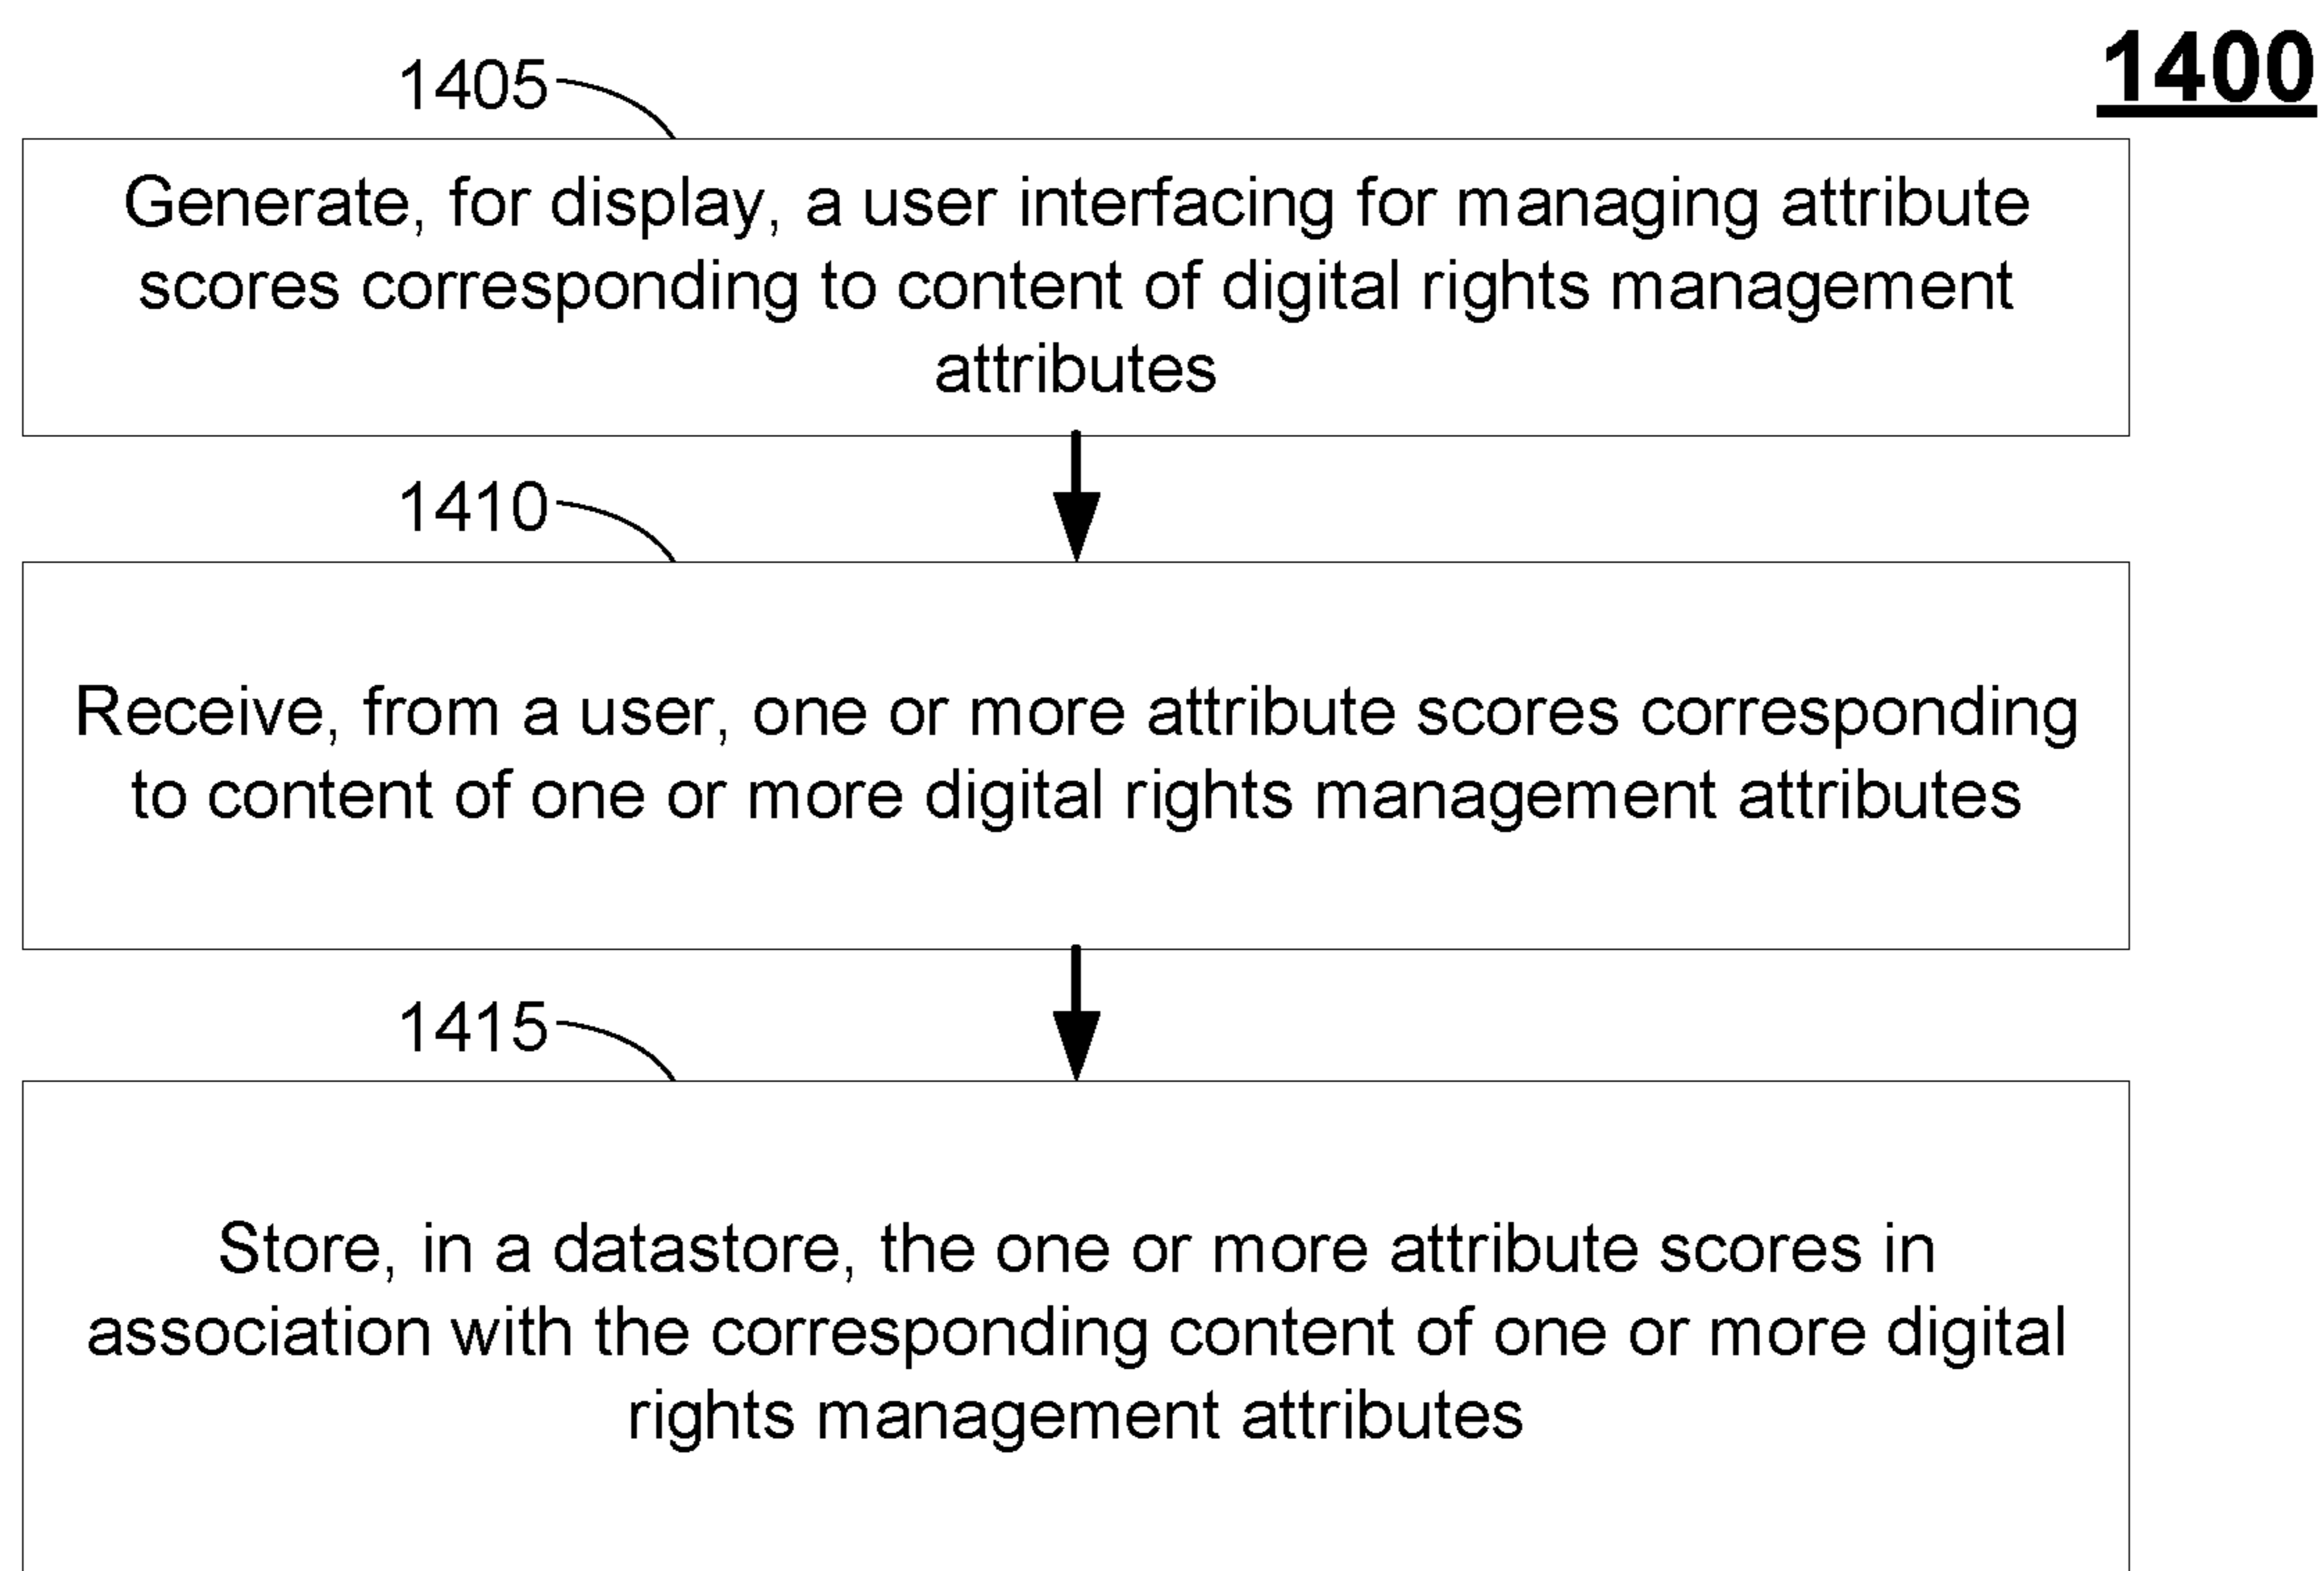 1400
1405
Generate, for display, a user interfacing for managing attribute
scores corresponding to content of digital rights management
attributes
1410
Receive, from a user, one or more attribute scores corresponding
to content of one or more digital rights management attributes
1415
Store, in a datastore, the one or more attribute scores in
association with the corresponding content of one or more digital
rights management attributes